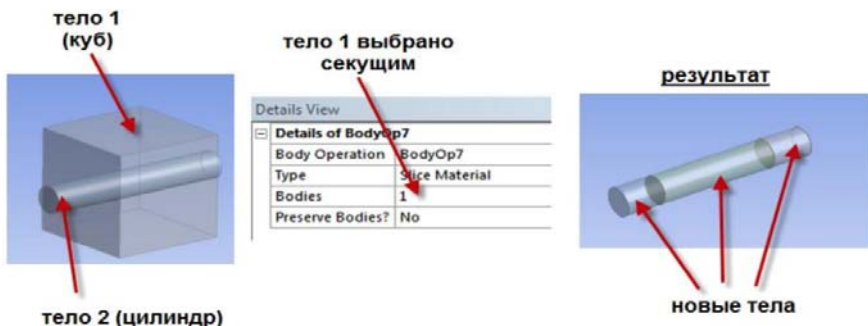 тело 1
(куб)
тело 1 выбрано
секущим
результат
Details View
Details of BodyOp7
Body Operation BodyOp7
Type Slice Material
Bodies 1
Preserve Bodies? No
тело 2 (цилиндр)
новые тела